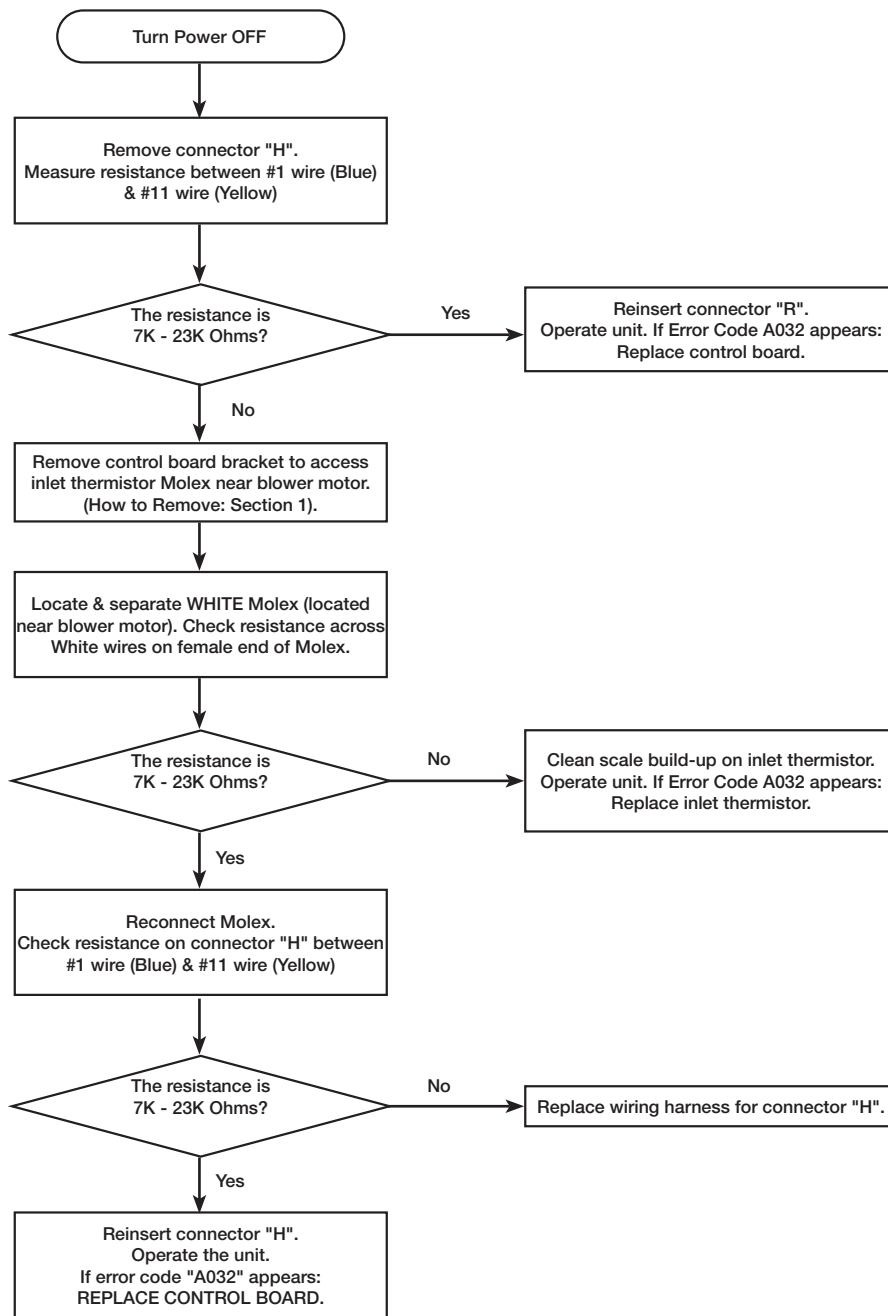 Turn Power OFF
Remove connector "H".
Measure resistance between #1 wire (Blue)
& #11 wire (Yellow)
The resistance is
7K - 23K Ohms?
Yes
Reinsert connector "R".
Operate unit. If Error Code A032 appears:
Replace control board.
No
Remove control board bracket to access
inlet thermistor Molex near blower motor.
(How to Remove: Section 1).
Locate & separate WHITE Molex (located
near blower motor). Check resistance across
White wires on female end of Molex.
The resistance is
7K - 23K Ohms?
No
Clean scale build-up on inlet thermistor.
Operate unit. If Error Code A032 appears:
Replace inlet thermistor.
Yes
Reconnect Molex.
Check resistance on connector "H" between
#1 wire (Blue) & #11 wire (Yellow)
The resistance is
7K - 23K Ohms?
No
Replace wiring harness for connector "H".
Yes
Reinsert connector "H".
Operate the unit.
If error code "A032" appears:
REPLACE CONTROL BOARD.